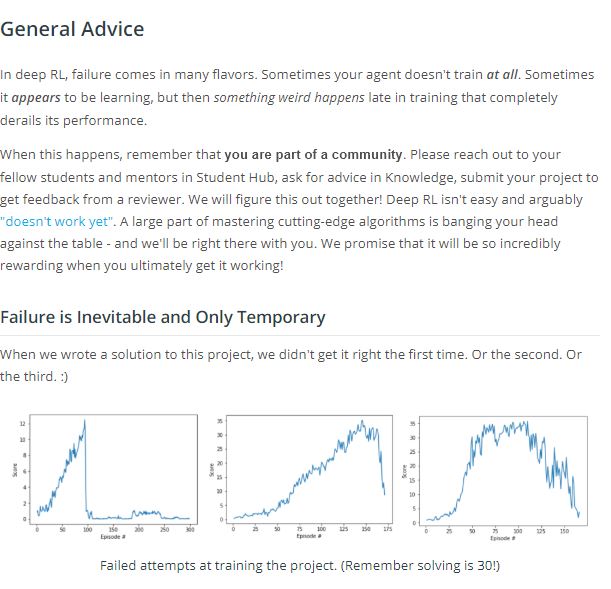 General Advice
In deep RL, failure comes in many flavors. Sometimes your agent doesn't train at all. Sometimes
it appears to be learning, but then something weird happens late in training that completely
derails its performance.
When this happens, remember that you are part of a community. Please reach out to your
fellow students and mentors in Student Hub, ask for advice in Knowledge, submit your project to
get feedback from a reviewer. We will figure this out together! Deep RL isn't easy and arguably
"doesn't work yet". A large part of mastering cutting-edge algorithms is banging your head
against the table - and we'll be right there with you. We promise that it will be so incredibly
rewarding when you ultimately get it working!
Failure is Inevitable and Only Temporary
When we wrote a solution to this project, we didn't get it right the first time. Or the second. Or
the third. :)
12
10
8
6
4
2
0
Score
0 50 100 150 200 250 300
Episode #
35
30
25
20
15
10
5
0
Score
0 25 50 75 100 125 150 175
Episode #
35
30
25
20
15
10
5
0
Score
0 25 50 75 100 125 150
Episode #
Failed attempts at training the project. (Remember solving is 30!)